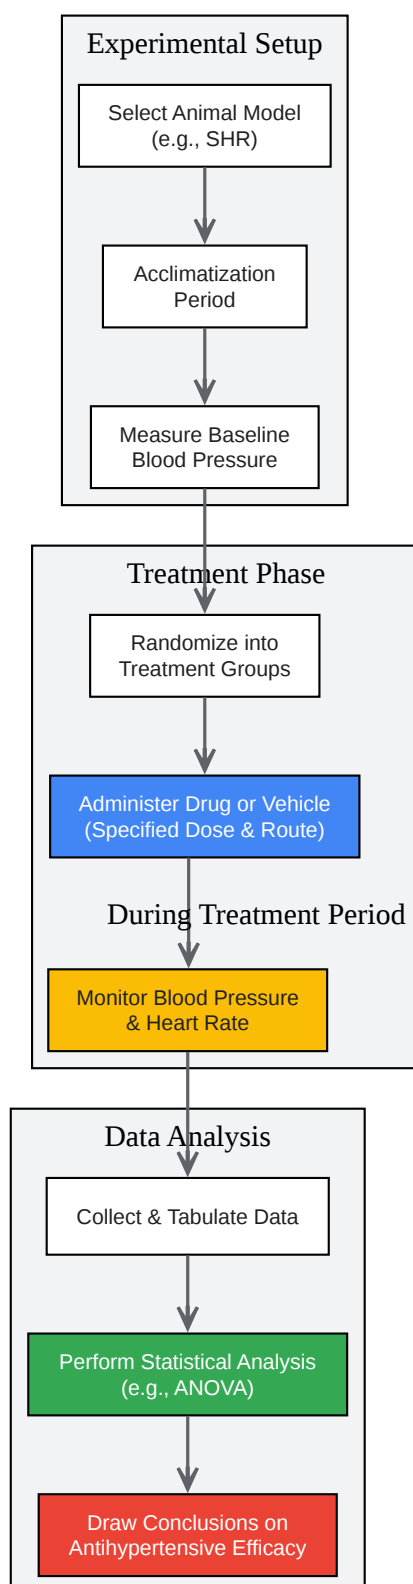 Experimental Setup
Select Animal Model
(e.g., SHR)
Acclimatization
Period
Measure Baseline
Blood Pressure
Treatment Phase
Randomize into
Treatment Groups
Administer Drug or Vehicle
(Specified Dose & Route)
During Treatment Period
Monitor Blood Pressure
& Heart Rate
Data Analysis
Collect & Tabulate Data
Perform Statistical Analysis
(e.g., ANOVA)
Draw Conclusions on
Antihypertensive Efficacy